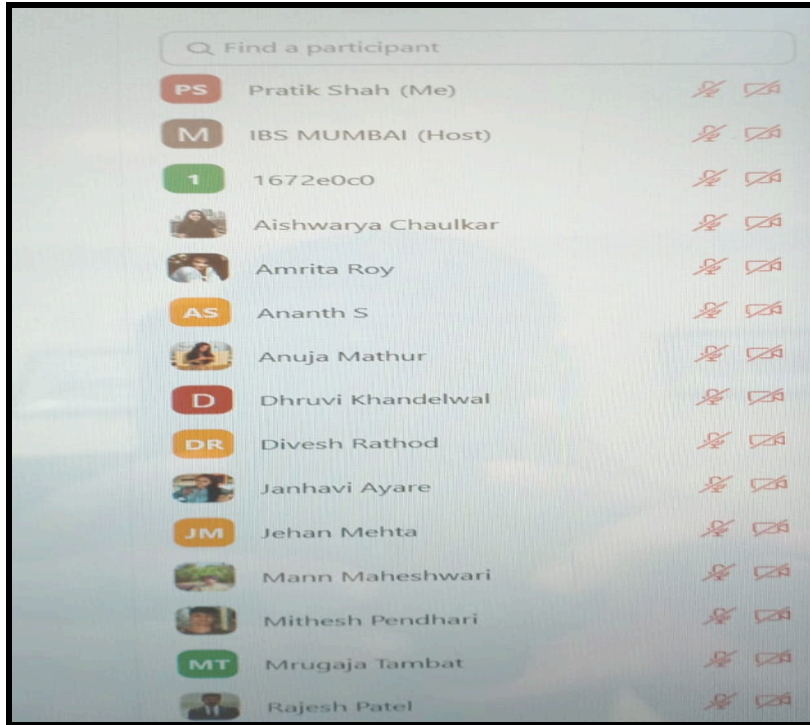 Find a participant
PS Pratik Shah (Me)
M IBS MUMBAI (Host)
1 1672e0c0
Aishwarya Chaulkar
Amrita Roy
AS Ananth S
Anuja Mathur
D Dhruvi Khandelwal
DR Divesh Rathod
Janhavi Ayare
JM Jehan Mehta
Mann Maheshwari
Mithesh Pendhari
MT Mrugaja Tambat
Rajesh Patel